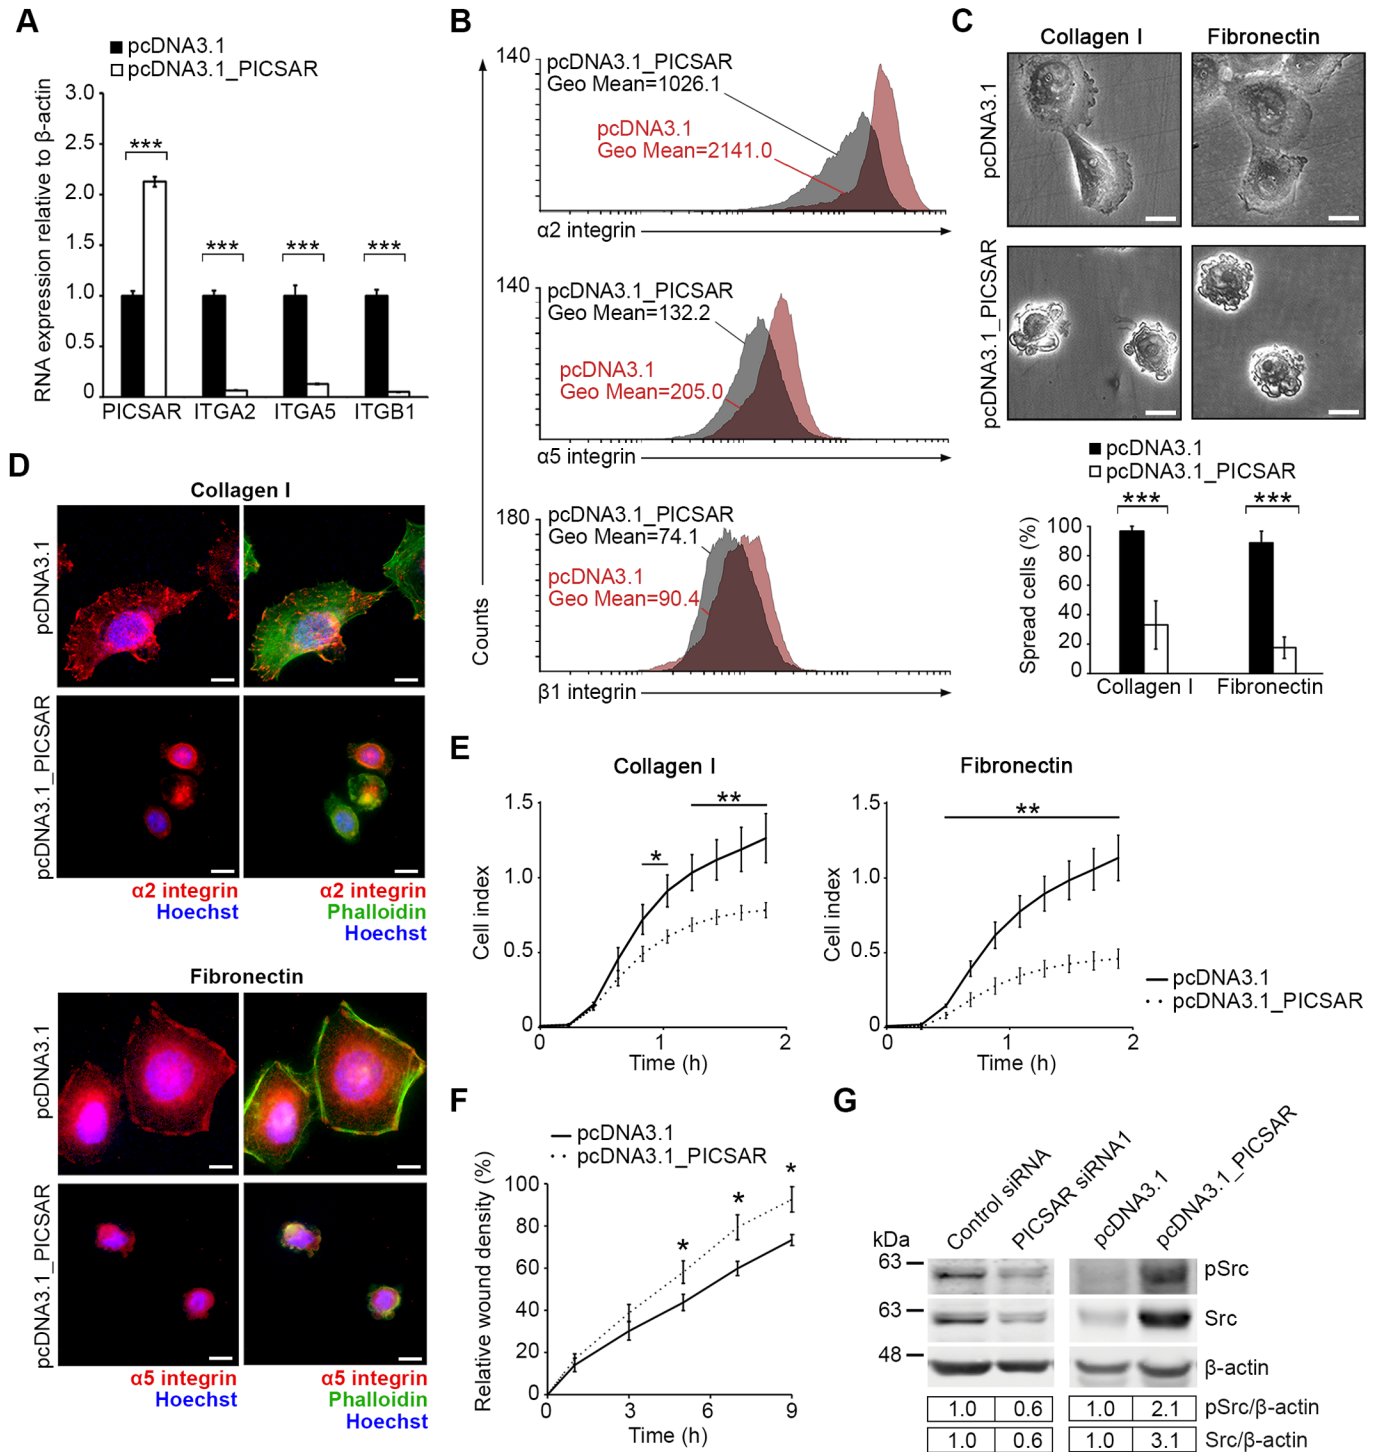 A
pcDNA3.1
pcDNA3.1_PICSAR
RNA expression relative to β-actin
3.0
2.5
2.0
1.5
1.0
0.5
0
***
***
***
***
PICSAR
ITGA2
ITGA5
ITGB1
B
Counts
140
pcDNA3.1_PICSAR
Geo Mean=1026.1
pcDNA3.1
Geo Mean=2141.0
α2 integrin
140
pcDNA3.1_PICSAR
Geo Mean=132.2
pcDNA3.1
Geo Mean=205.0
α5 integrin
180
pcDNA3.1_PICSAR
Geo Mean=74.1
pcDNA3.1
Geo Mean=90.4
β1 integrin
C
Collagen I
Fibronectin
pcDNA3.1
pcDNA3.1_PICSAR
pcDNA3.1
pcDNA3.1_PICSAR
***
***
Spread cells (%)
100
80
60
40
20
0
Collagen I
Fibronectin
D
Collagen I
pcDNA3.1
pcDNA3.1_PICSAR
α2 integrin
Hoechst
α2 integrin
Phalloidin
Hoechst
Fibronectin
pcDNA3.1
pcDNA3.1_PICSAR
α5 integrin
Hoechst
α5 integrin
Phalloidin
Hoechst
E
Collagen I
Cell index
1.5
1.0
0.5
0
*
**
0
1
2
Time (h)
Fibronectin
Cell index
1.5
1.0
0.5
0
**
0
1
2
Time (h)
pcDNA3.1
pcDNA3.1_PICSAR
F
pcDNA3.1
pcDNA3.1_PICSAR
Relative wound density (%)
100
80
60
40
20
0
*
*
*
0
3
6
9
Time (h)
G
Control siRNA
PICSAR siRNA1
pcDNA3.1
pcDNA3.1_PICSAR
kDa
63
pSrc
63
Src
48
β-actin
1.0 0.6 1.0 2.1 pSrc/β-actin
1.0 0.6 1.0 3.1 Src/β-actin